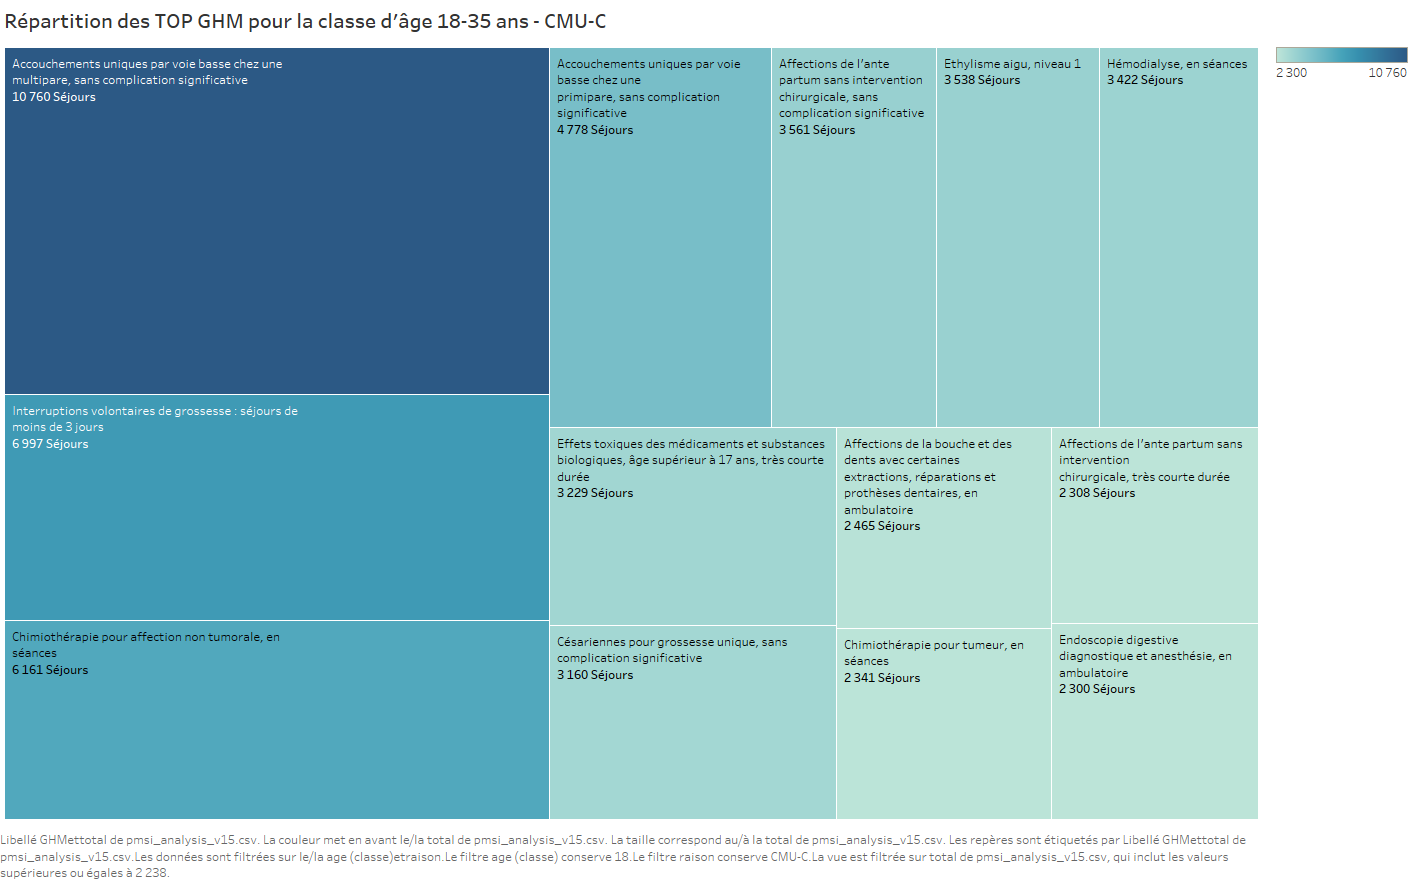 Répartition des TOP GHM pour la classe d’âge 18-35 ans - CMU-C
Accouchements uniques par voie basse chez une
multipare, sans complication significative
10 760 Séjours
Interruptions volontaires de grossesse : séjours de
moins de 3 jours
6 997 Séjours
Chimiothérapie pour affection non tumorale, en
séances
6 161 Séjours
Accouchements uniques par voie
basse chez une
primipare, sans complication
significative
4 778 Séjours
Affections de l’ante
partum sans intervention
chirurgicale, sans
complication significative
3 561 Séjours
Ethylisme aigu, niveau 1
3 538 Séjours
Hémodialyse, en séances
3 422 Séjours
Effets toxiques des médicaments et substances
biologiques, âge supérieur à 17 ans, très courte
durée
3 229 Séjours
Césariennes pour grossesse unique, sans
complication significative
3 160 Séjours
Affections de la bouche et des
dents avec certaines
extractions, réparations et
prothèses dentaires, en
ambulatoire
2 465 Séjours
Chimiothérapie pour tumeur, en
séances
2 341 Séjours
Affections de l’ante partum sans
intervention
chirurgicale, très courte durée
2 308 Séjours
Endoscopie digestive
diagnostique et anesthésie, en
ambulatoire
2 300 Séjours
2 300 10 760
Libellé GHMettotal de pmsi_analysis_v15.csv. La couleur met en avant le/la total de pmsi_analysis_v15.csv. La taille correspond au/à la total de pmsi_analysis_v15.csv. Les repères sont étiquetés par Libellé GHMettotal de
pmsi_analysis_v15.csv.Les données sont filtrées sur le/la age (classe)etraison.Le filtre age (classe) conserve 18.Le filtre raison conserve CMU-C.La vue est filtrée sur total de pmsi_analysis_v15.csv, qui inclut les valeurs
supérieures ou égales à 2 238.